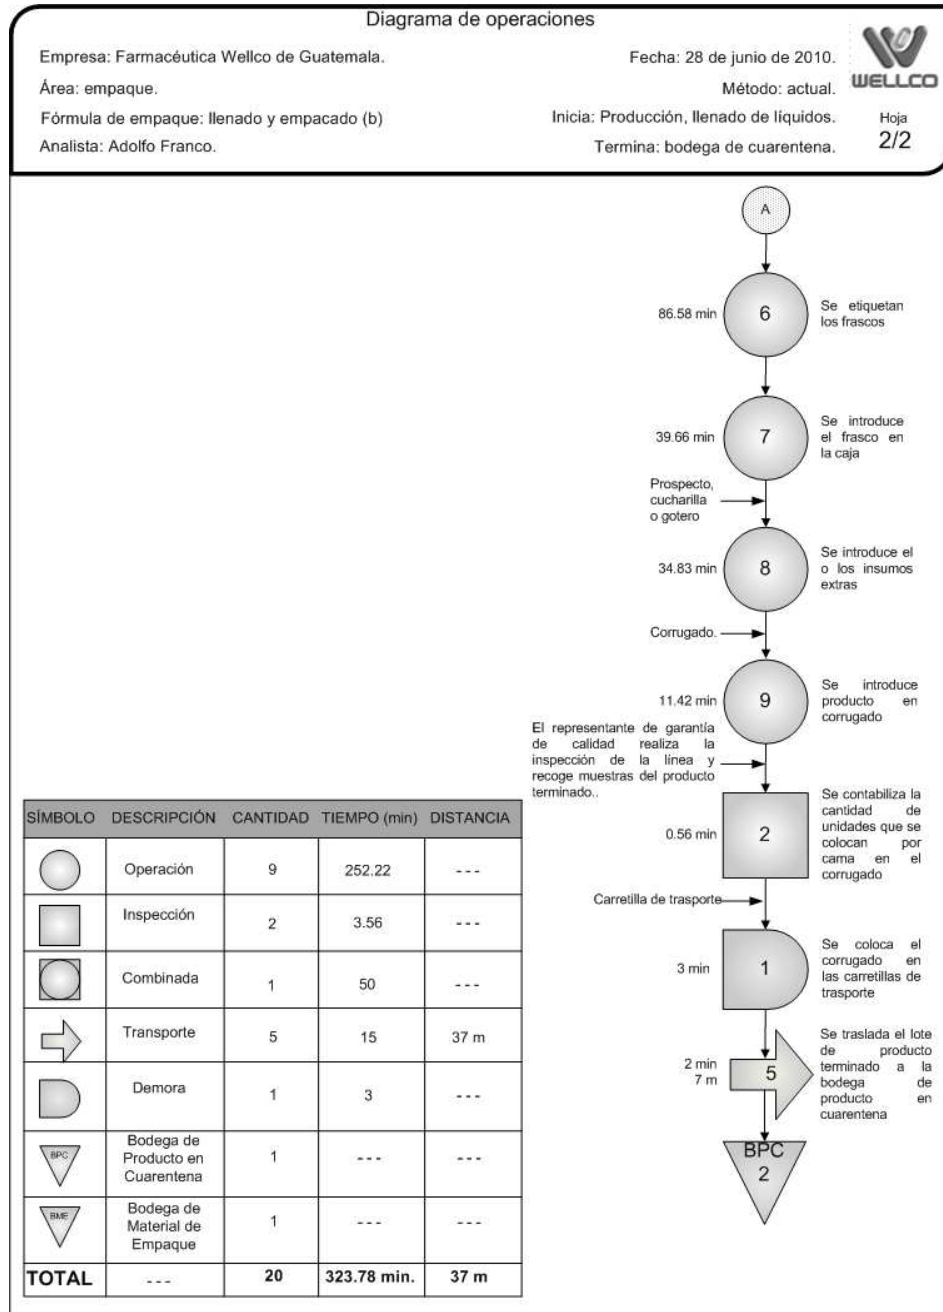 Diagrama de operaciones
Empresa: Farmacéutica Wellco de Guatemala.
Fecha: 28 de junio de 2010.
WELLCO
Área: empaque.
Método: actual.
Fórmula de empaque: llenado y empacado (b)
Inicia: Producción, llenado de líquidos.
Hoja
2/2
Analista: Adolfo Franco.
Termina: bodega de cuarentena.
A
86.58 min
6
Se etiquetan
los frascos
39.66 min
7
Se introduce
el frasco en
la caja
Prospecto,
cucharilla
o gotero
34.83 min
8
Se introduce el
o los insumos
extras
Corrugado.
11.42 min
9
Se introduce
producto en
corrugado
El representante de garantía
de calidad realiza la
inspección de la línea y
recoge muestras del producto
terminado..
0.56 min
2
Se contabiliza la
cantidad de
unidades que se
colocan por
cama en el
corrugado
Carretilla de trasporte
3 min
1
Se coloca el
corrugado en
las carretillas de
trasporte
2 min
7 m
5
Se traslada el lote
de producto
terminado a la
bodega de
producto en
cuarentena
BPC
2
SÍMBOLO DESCRIPCIÓN CANTIDAD TIEMPO (min) DISTANCIA
Operación 9 252.22 - - -
Inspección 2 3.56 - - -
Combinada 1 50 - - -
Transporte 5 15 37 m
Demora 1 3 - - -
BPC
Bodega de
Producto en
Cuarentena
1 - - - - - -
BME
Bodega de
Material de
Empaque
1 - - - - - -
TOTAL - - - 20 323.78 min. 37 m